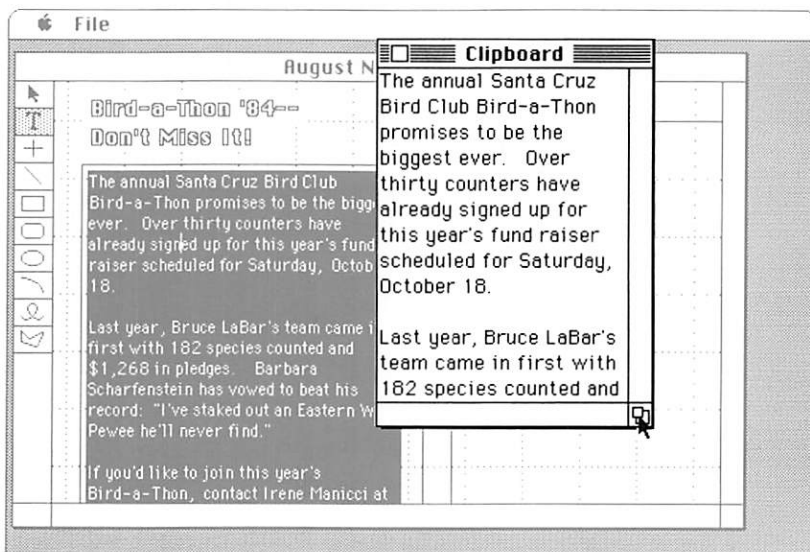 File
August N
Bird-a-Thon '84--
Don't Miss It!
T
The annual Santa Cruz Bird Club
Bird-a-Thon promises to be the bigg
ever. Over thirty counters have
already signed up for this year's fund
raiser scheduled for Saturday, Octob
18.
Last year, Bruce LaBar's team came i
first with 182 species counted and
$1,268 in pledges. Barbara
Scharfenstein has vowed to beat his
record: "I've staked out an Eastern W
Pewee he'll never find."
If you'd like to join this year's
Bird-a-Thon, contact Irene Manicci at
Clipboard
The annual Santa Cruz
Bird Club Bird-a-Thon
promises to be the
biggest ever. Over
thirty counters have
already signed up for
this year's fund raiser
scheduled for Saturday,
October 18.
Last year, Bruce LaBar's
team came in first with
182 species counted and